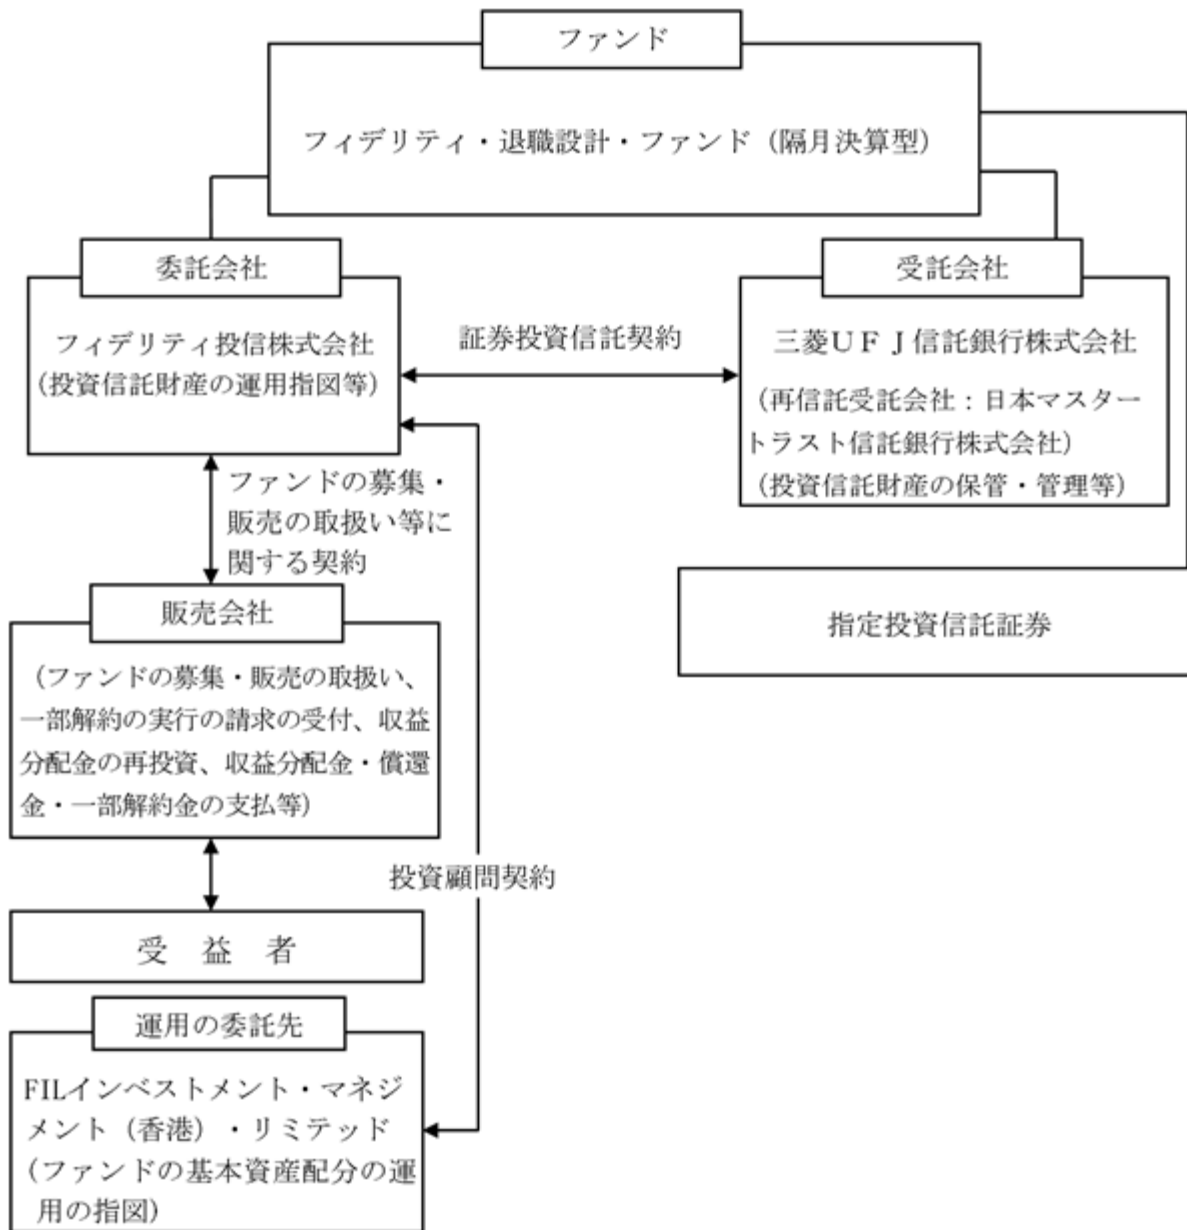 ファンド
フィデリティ・退職設計・ファンド（隔月決算型）
委託会社
フィデリティ投信株式会社
（投資信託財産の運用指図等）
証券投資信託契約
受託会社
三菱ＵＦＪ信託銀行株式会社
（再信託受託会社：日本マスター
トラスト信託銀行株式会社）
（投資信託財産の保管・管理等）
ファンドの募集・
販売の取扱い等に
関する契約
指定投資信託証券
販売会社
（ファンドの募集・販売の取扱い、
一部解約の実行の請求の受付、収益
分配金の再投資、収益分配金・償還
金・一部解約金の支払等）
投資顧問契約
受　益　者
運用の委託先
FILインベストメント・マネジ
メント（香港）・リミテッド
（ファンドの基本資産配分の運
用の指図）